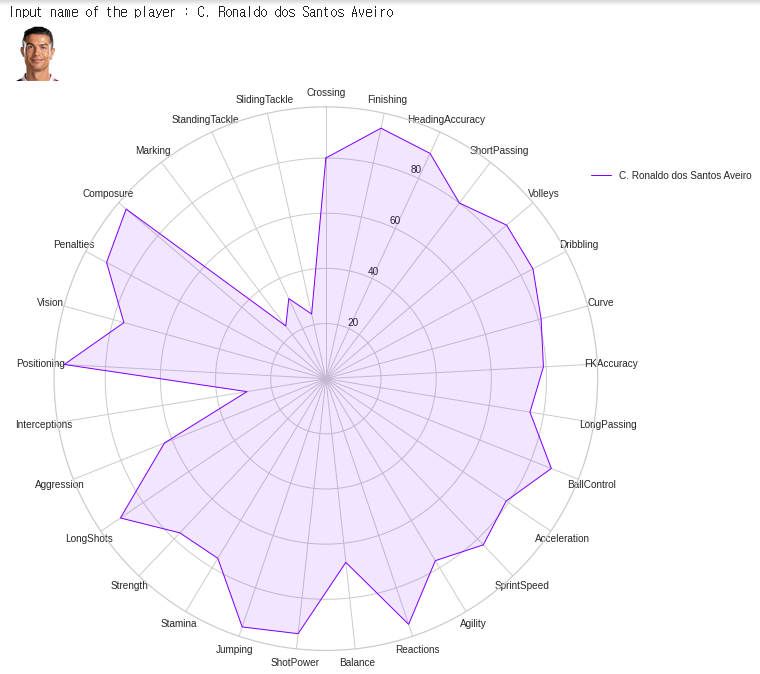 Input name of the player : C. Ronaldo dos Santos Aveiro
Crossing
SlidingTackle
Finishing
StandingTackle
HeadingAccuracy
Marking
ShortPassing
80
C. Ronaldo dos Santos Aveiro
Composure
Volleys
60
Penalties
Dribbling
40
Vision
Curve
20
Positioning
FKAccuracy
Interceptions
LongPassing
Aggression
BallControl
LongShots
Acceleration
Strength
SprintSpeed
Stamina
Agility
Jumping
Reactions
ShotPower
Balance